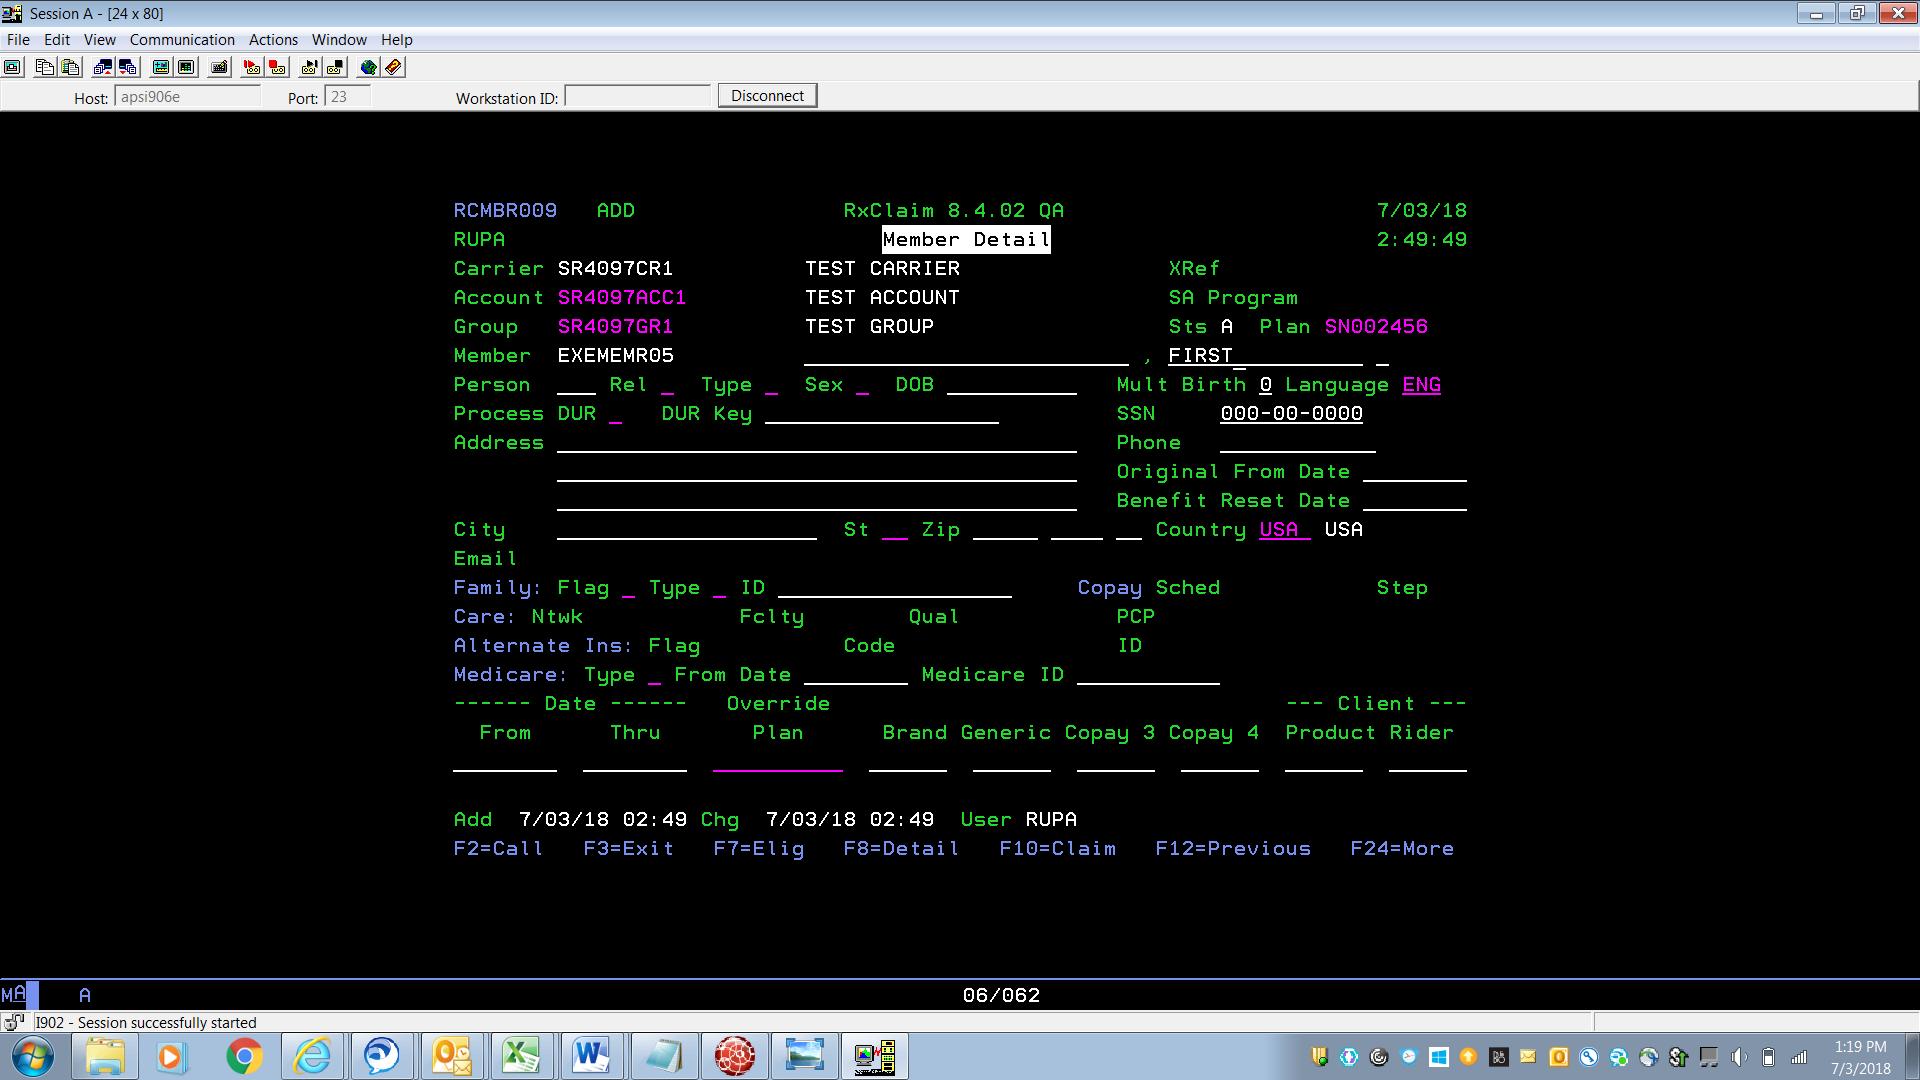 Session A - [24 x 80]
File Edit View Communication Actions Window Help
Host: apsi906e Port: 23 Workstation ID: Disconnect
RCMBR009 ADD RxClaim 8.4.02 QA 7/03/18
RUPA Member Detail 2:49:49
Carrier SR4097CR1 TEST CARRIER XRef
Account SR4097ACC1 TEST ACCOUNT SA Program
Group SR4097GR1 TEST GROUP Sts A Plan SN002456
Member EXEMEMR05 , FIRST
Person Rel Type Sex DOB Mult Birth 0 Language ENG
Process DUR DUR Key SSN 000-00-0000
Address Phone
Original From Date
Benefit Reset Date
City St Zip Country USA USA
Email
Family: Flag Type ID Copay Sched Step
Care: Ntwk Fclty Qual PCP
Alternate Ins: Flag Code ID
Medicare: Type From Date Medicare ID
------ Date ------ Override --- Client ---
From Thru Plan Brand Generic Copay 3 Copay 4 Product Rider
Add 7/03/18 02:49 Chg 7/03/18 02:49 User RUPA
F2=Call F3=Exit F7=Elig F8=Detail F10=Claim F12=Previous F24=More
MA A 06/062
I902 - Session successfully started
1:19 PM
7/3/2018